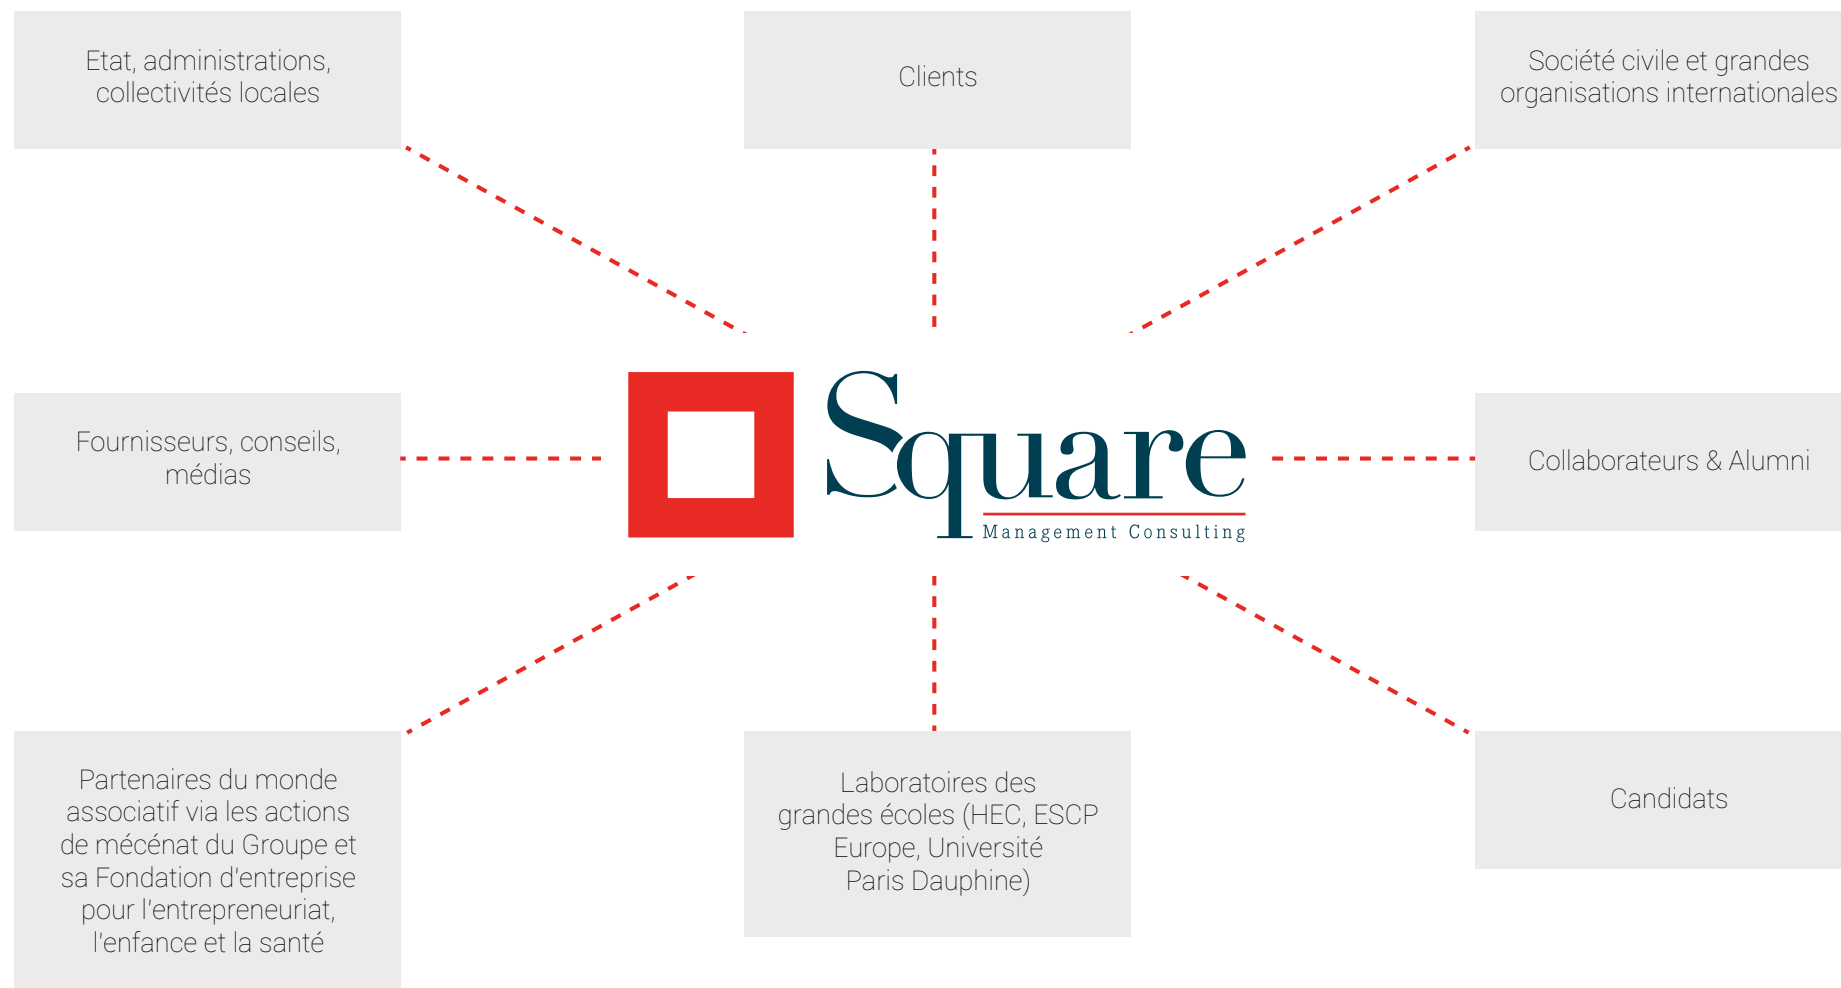 Etat, administrations,
collectivités locales
Clients
Société civile et grandes
organisations internationales
Fournisseurs, conseils,
médias
Square
Management Consulting
Collaborateurs & Alumni
Partenaires du monde
associatif via les actions
de mécénat du Groupe et
sa Fondation d'entreprise
pour l'entrepreneuriat,
l'enfance et la santé
Laboratoires des
grandes écoles (HEC, ESCP
Europe, Université
Paris Dauphine)
Candidats